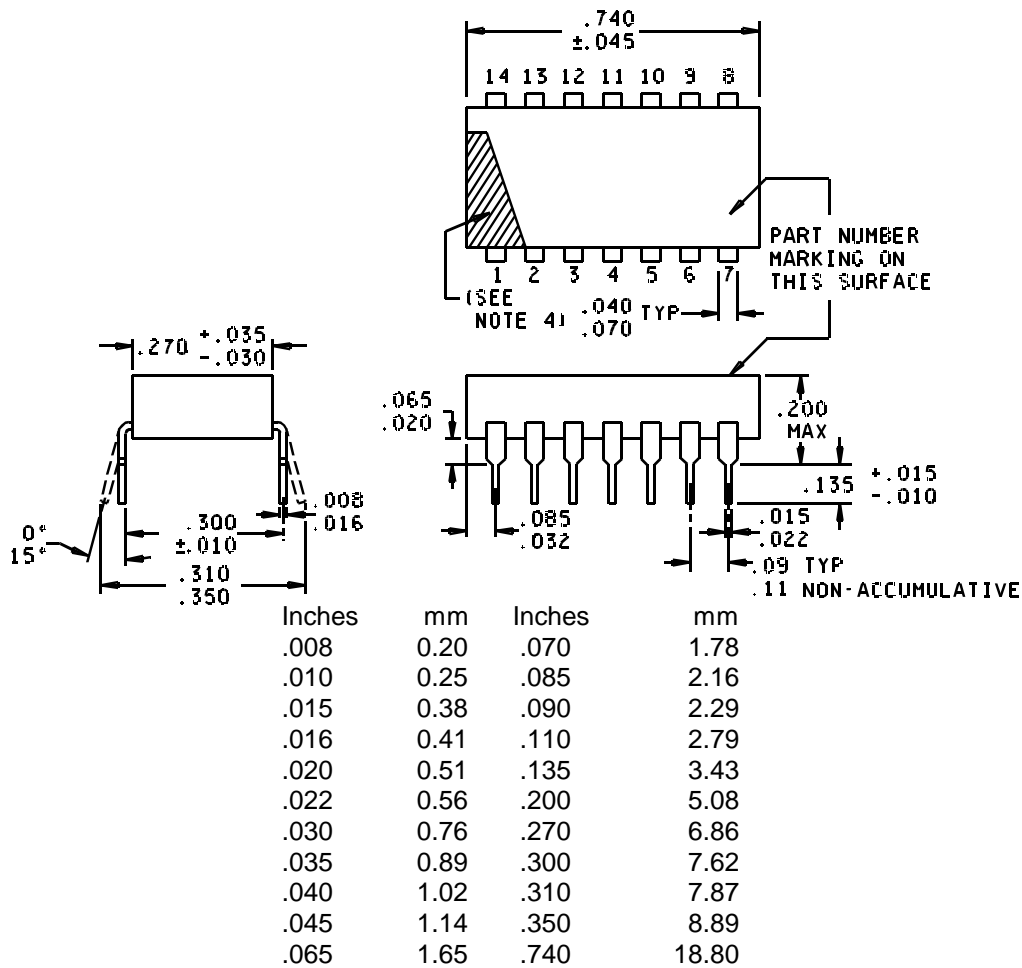 .740
±.045
14 13 12 11 10 9 8
1 2 3 4 5 6 7
PART NUMBER
MARKING ON
THIS SURFACE
(SEE
NOTE 4)
.040
.070
TYP
.270 +.035
-.030
.065
.020
.200
MAX
.135 +.015
-.010
.008
.016
.300
±.010
0°
15°
.310
.350
.085
.032
.015
.022
.09 TYP
.11 NON-ACCUMULATIVE
Inches mm Inches mm
.008 0.20 .070 1.78
.010 0.25 .085 2.16
.015 0.38 .090 2.29
.016 0.41 .110 2.79
.020 0.51 .135 3.43
.022 0.56 .200 5.08
.030 0.76 .270 6.86
.035 0.89 .300 7.62
.040 1.02 .310 7.87
.045 1.14 .350 8.89
.065 1.65 .740 18.80